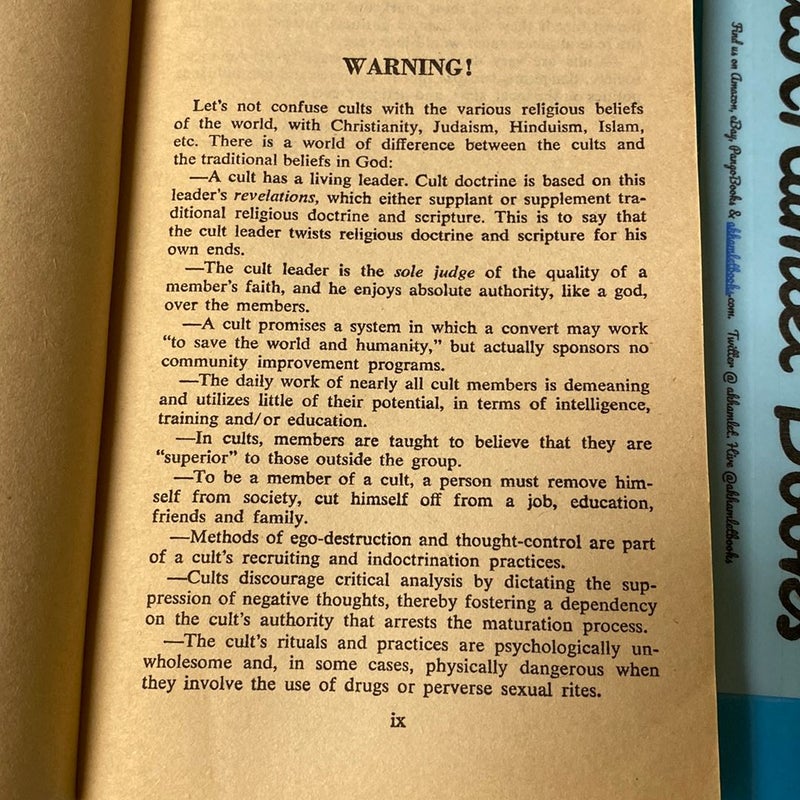 WARNING!
Let's not confuse cults with the various religious beliefs
of the world, with Christianity, Judaism, Hinduism, Islam,
etc. There is a world of difference between the cults and
the traditional beliefs in God:
—A cult has a living leader. Cult doctrine is based on this
leader's revelations, which either supplant or supplement tra-
ditional religious doctrine and scripture. This is to say that
the cult leader twists religious doctrine and scripture for his
own ends.
—The cult leader is the sole judge of the quality of a
member's faith, and he enjoys absolute authority, like a god,
over the members.
—A cult promises a system in which a convert may work
"to save the world and humanity," but actually sponsors no
community improvement programs.
—The daily work of nearly all cult members is demeaning
and utilizes little of their potential, in terms of intelligence,
training and/or education.
—In cults, members are taught to believe that they are
"superior" to those outside the group.
—To be a member of a cult, a person must remove him-
self from society, cut himself off from a job, education,
friends and family.
—Methods of ego-destruction and thought-control are part
of a cult's recruiting and indoctrination practices.
—Cults discourage critical analysis by dictating the sup-
pression of negative thoughts, thereby fostering a dependency
on the cult's authority that arrests the maturation process.
—The cult's rituals and practices are psychologically un-
wholesome and, in some cases, physically dangerous when
they involve the use of drugs or perverse sexual rites.
ix
Find us on Amazon, eBay, PangoBooks & abhamletbooks.com. Twitter @ abhamlet. Hive @abhamletbooks
Books